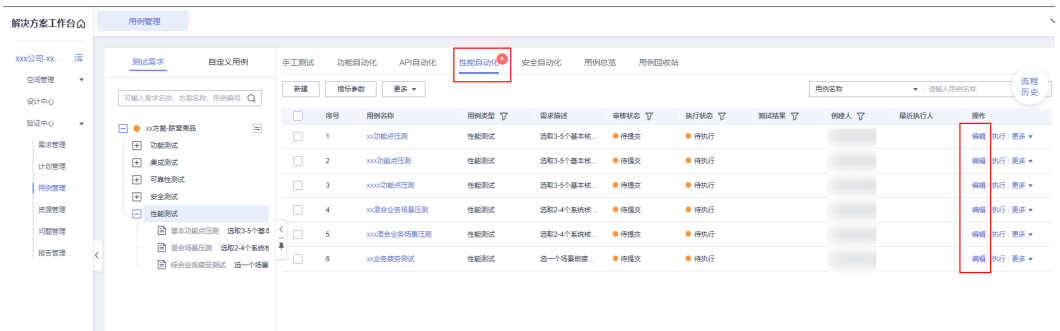 解决方案工作台
用例管理
xxx公司-xx...
空间管理
设计中心
验证中心
需求管理
计划管理
用例管理
资源管理
问题管理
报告管理
测试需求 自定义用例
可输入需求名称、方案名称、用例编号
xx方案-联营商品
功能测试
集成测试
可靠性测试
安全测试
性能测试
基本功能点压测 选取3-5个基本
混合场景压测 选取2-4个系统核
综合业务疲劳测试 选一个场景
手工测试 功能自动化 API自动化 性能自动化 6 安全自动化 用例总览 用例回收站
新建 指标参数 更多
用例名称 请输入用例名称
流程
历史
序号 用例名称 用例类型 需求描述 审核状态 执行状态 测试结果 创建人 最近执行人 操作
1 xx功能点压测 性能测试 选取3-5个基本核... 待提交 待执行 编辑 执行 更多
2 xxx功能点压测 性能测试 选取3-5个基本核... 待提交 待执行 编辑 执行 更多
3 xxxx功能点压测 性能测试 选取3-5个基本核... 待提交 待执行 编辑 执行 更多
4 xx混合业务场景压测 性能测试 选取2-4个系统核... 待提交 待执行 编辑 执行 更多
5 xxx混合业务场景压测 性能测试 选取2-4个系统核... 待提交 待执行 编辑 执行 更多
6 xx业务疲劳测试 性能测试 选一个场景做疲... 待提交 待执行 编辑 执行 更多